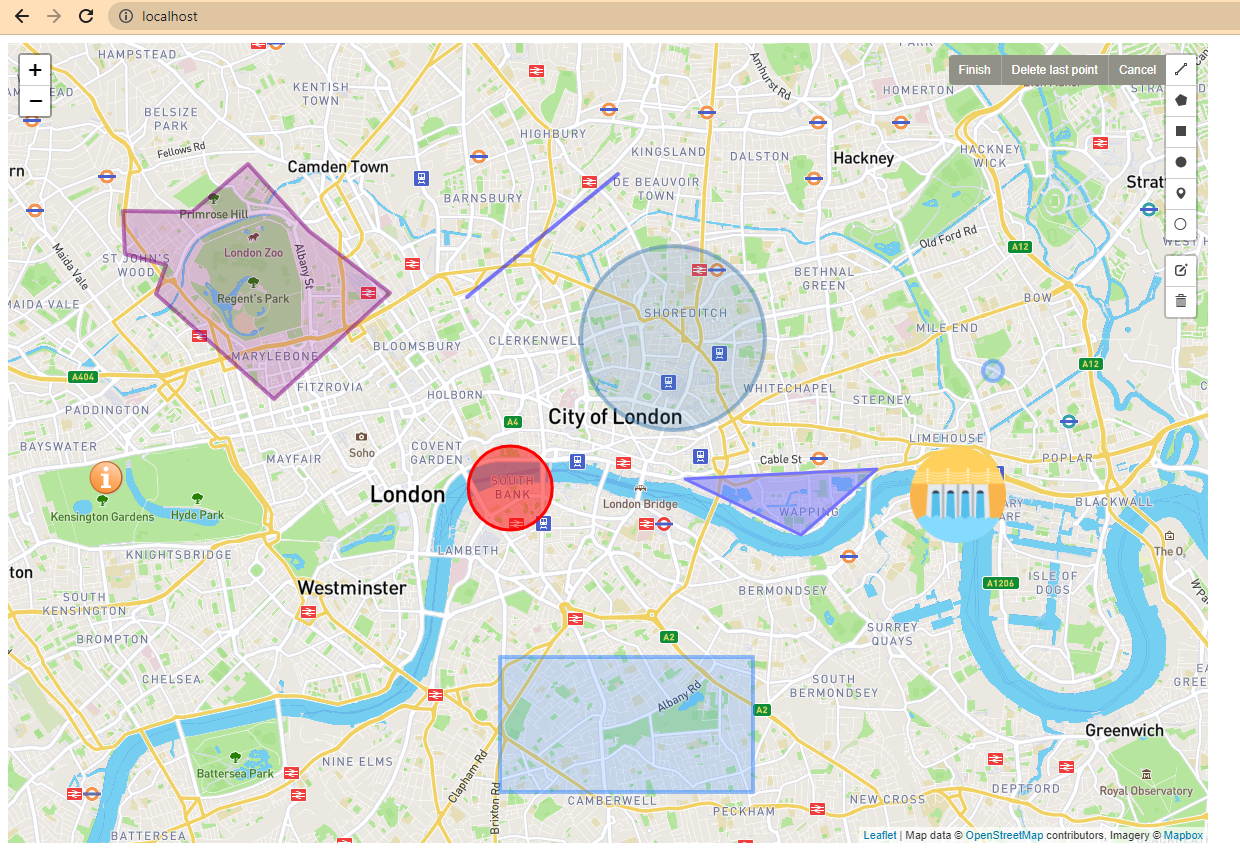 localhost
HAMPSTEAD
PARK
+
−
Finish
Delete last point
Cancel
KENTISH
TOWN
Amhurst Rd
HOMERTON
BELSIZE
PARK
HIGHBURY
Fellows Rd
KINGSLAND
DALSTON
Hackney
HACKNEY
WICK
Camden Town
BARNSBURY
DE BEAUVOIR
TOWN
Primrose Hill
London Zoo
Albany St
Old Ford Rd
A12
Maida Vale
ST JOHN'S
WOOD
Regent's Park
BETHNAL
GREEN
BOW
MAIDA VALE
SHOREDITCH
MILE END
CLERKENWELL
BLOOMSBURY
MARYLEBONE
A12
A404
FITZROVIA
WHITECHAPEL
HOLBORN
STEPNEY
PADDINGTON
City of London
A4
BAYSWATER
COVENT
GARDEN
LIMEHOUSE
Soho
MAYFAIR
Cable St
POPLAR
SOUTH
BANK
London
London Bridge
WAPPING
BLACKWALL
Kensington Gardens
Hyde Park
KNIGHTSBRIDGE
LAMBETH
The O
ton
Westminster
A1206
ISLE OF
DOGS
BERMONDSEY
SOUTH
KENSINGTON
BROMPTON
A2
SURREY
QUAYS
CHELSEA
SOUTH
BERMONDSEY
Albany Rd
A2
Greenwich
NINE ELMS
Clapham Rd
Battersea Park
Brixton Rd
CAMBERWELL
PECKHAM
NEW CROSS
DEPTFORD
Royal Observatory
BATTERSEA
Leaflet | Map data © OpenStreetMap contributors, Imagery © Mapbox